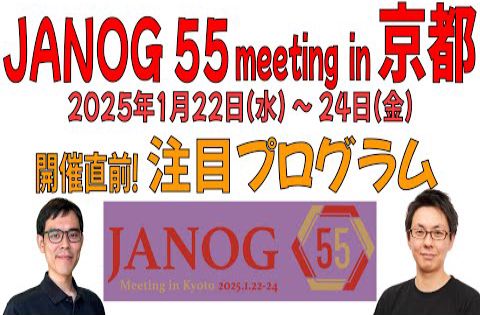 JANOG 55 meeting in 京都
2025年1月22日(水) ~ 24日(金)
開催直前! 注目プログラム
JANOG 55
Meeting in Kyoto 2025.1.22-24